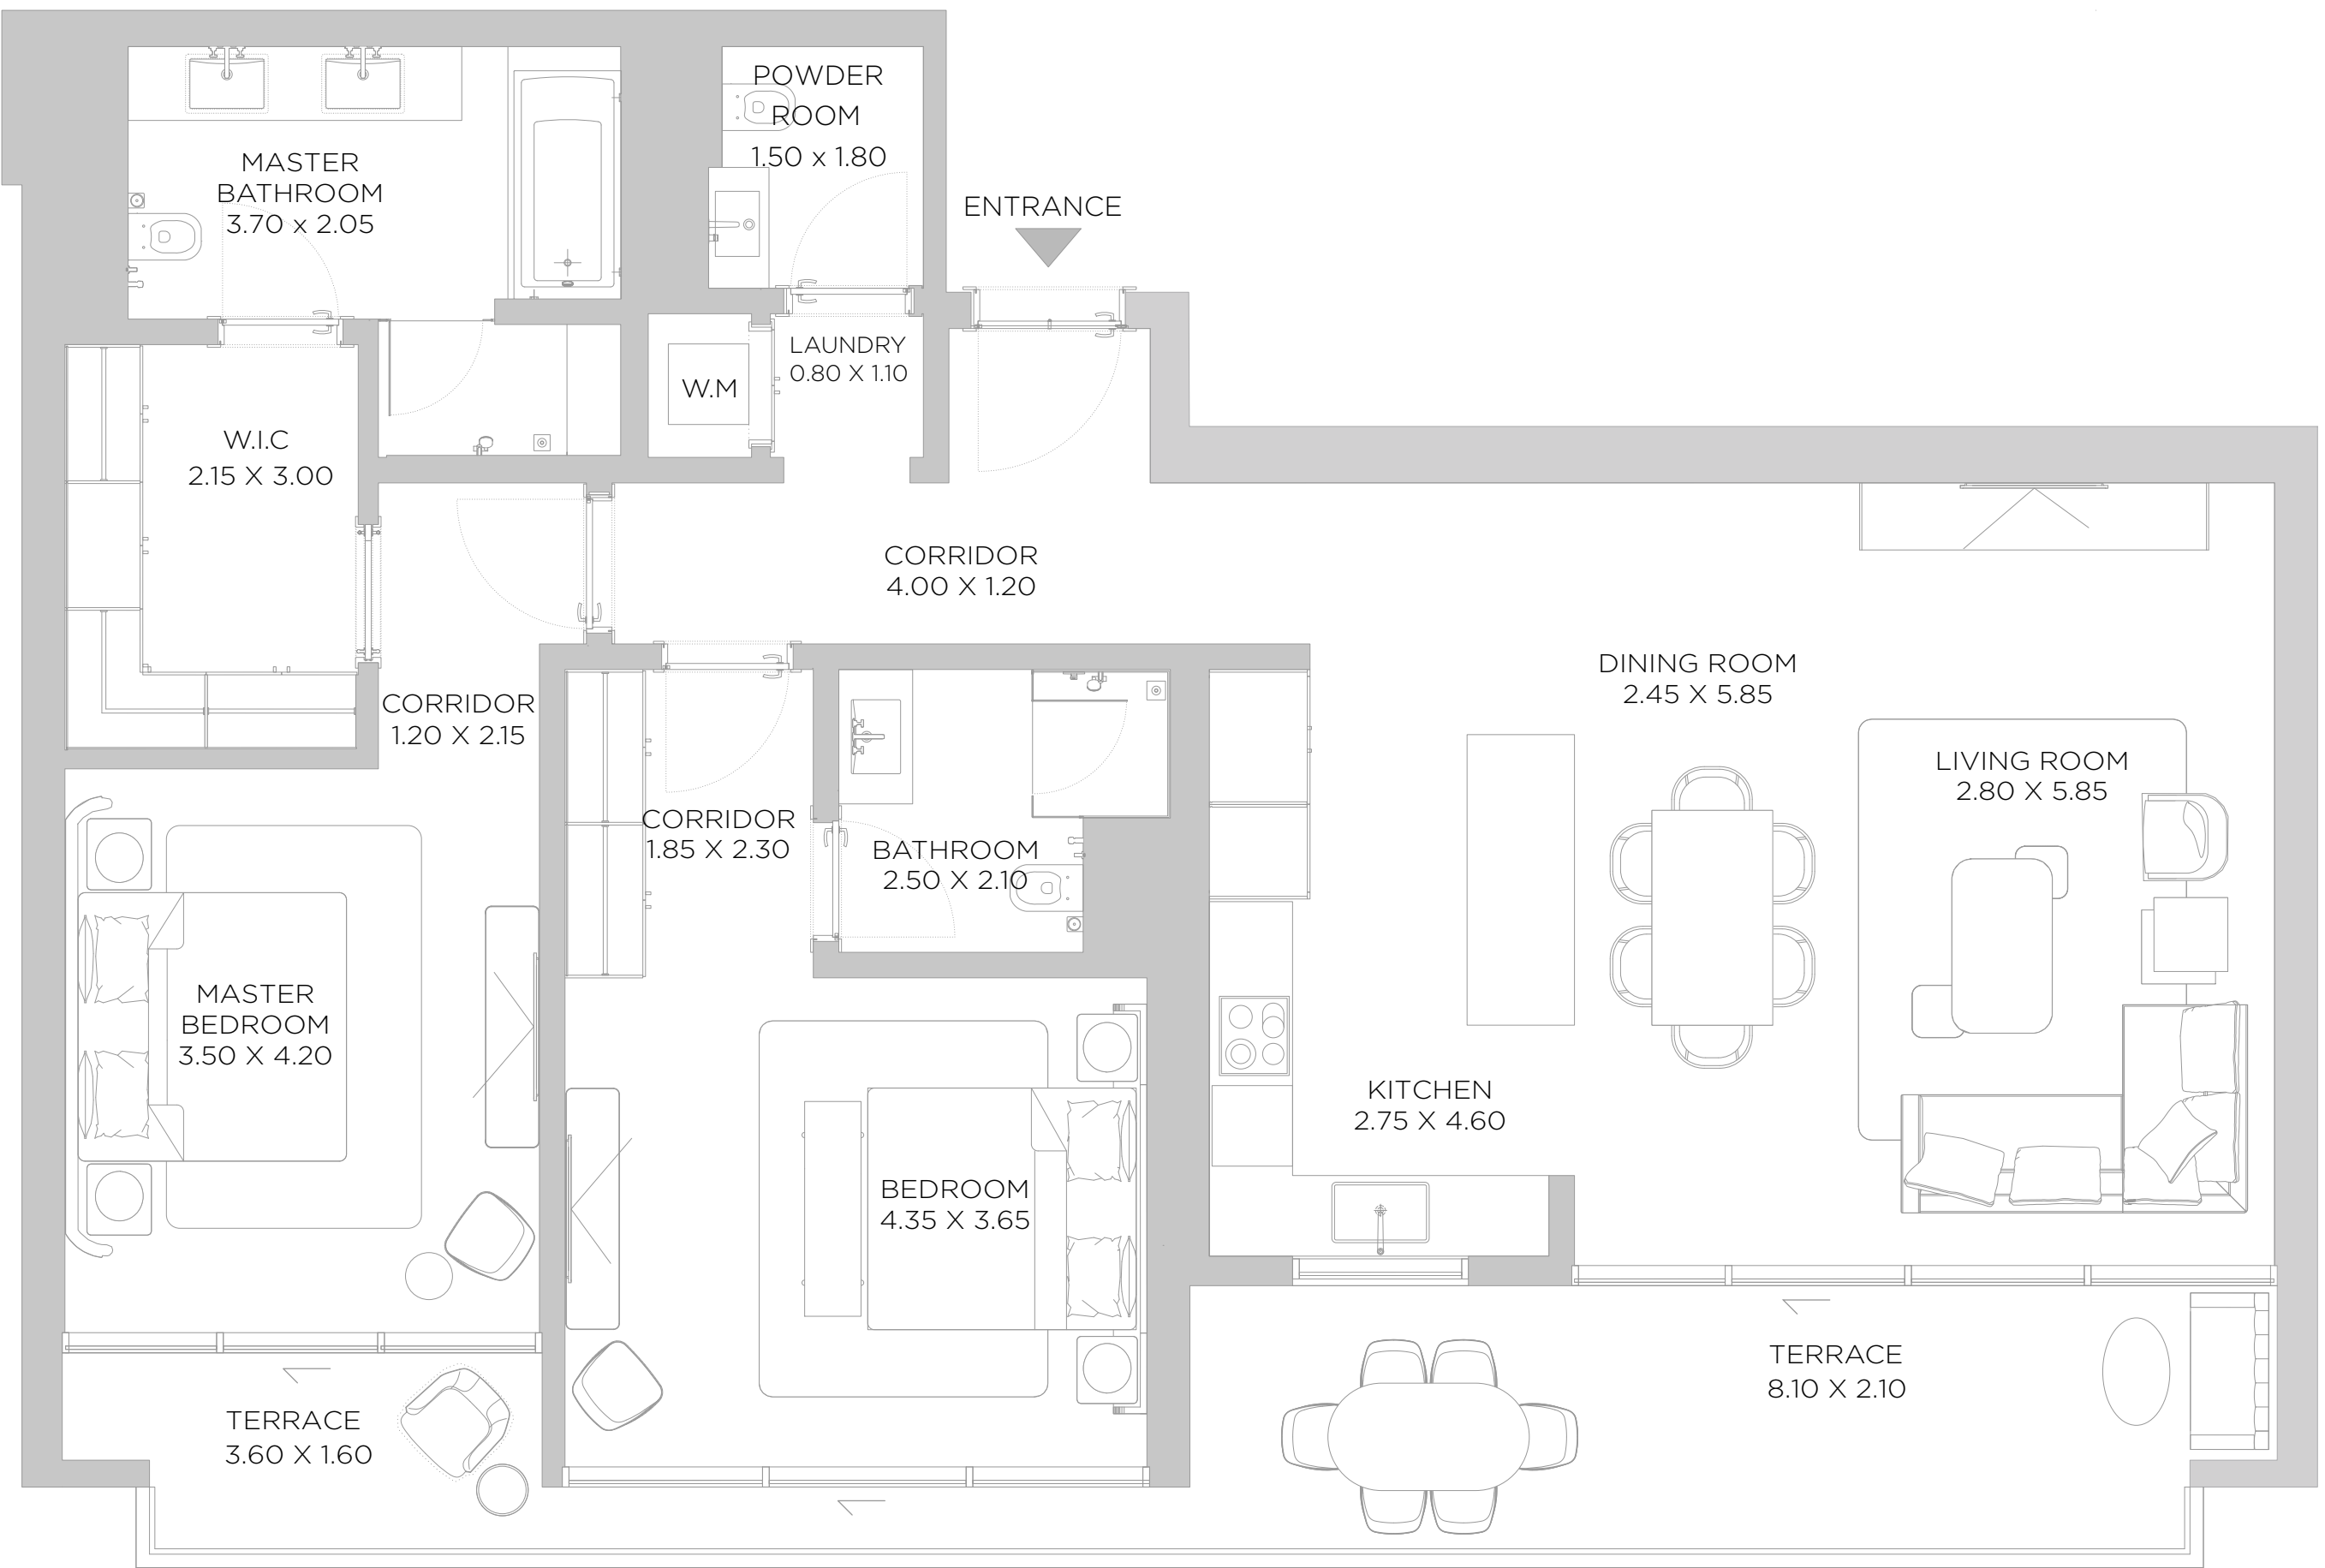 POWDER
ROOM
1.50 x 1.80
MASTER
BATHROOM
3.70 x 2.05
ENTRANCE
LAUNDRY
0.80 X 1.10
W.M
W.I.C
2.15 X 3.00
CORRIDOR
4.00 X 1.20
DINING ROOM
2.45 X 5.85
CORRIDOR
1.20 X 2.15
LIVING ROOM
2.80 X 5.85
CORRIDOR
1.85 X 2.30
BATHROOM
2.50 X 2.10
MASTER
BEDROOM
3.50 X 4.20
KITCHEN
2.75 X 4.60
BEDROOM
4.35 X 3.65
TERRACE
8.10 X 2.10
TERRACE
3.60 X 1.60